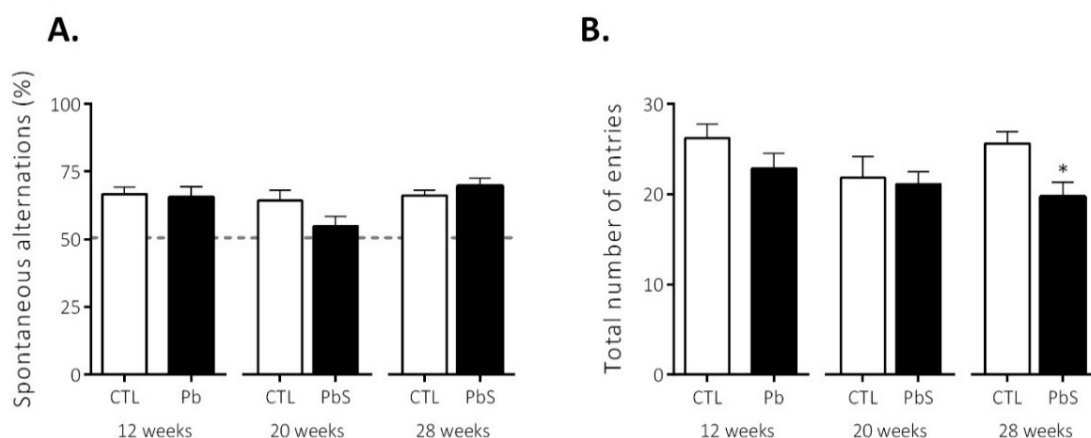 A.
Spontaneous alternations (%)
100
75
50
25
0
CTL Pb CTL PbS CTL PbS
12 weeks 20 weeks 28 weeks
B.
Total number of entries
30
20
10
0
*
CTL Pb CTL PbS CTL PbS
12 weeks 20 weeks 28 weeks